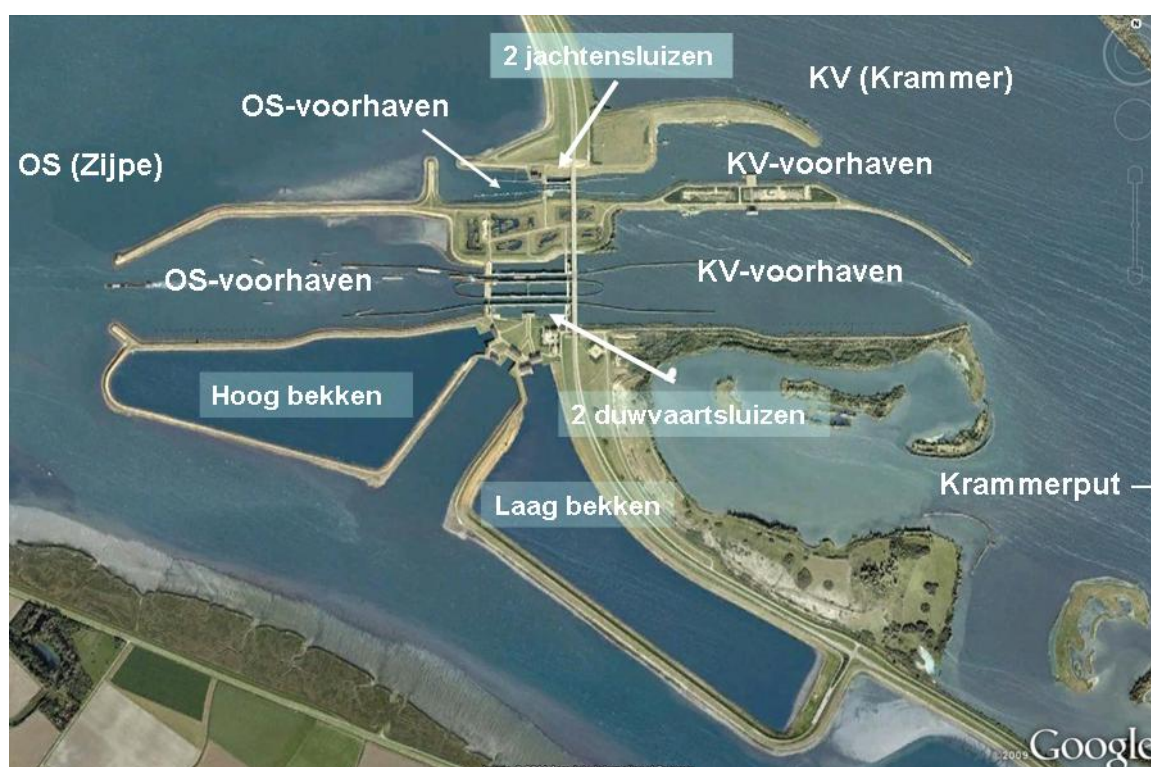 N
2 jachtensluizen
KV (Krammer)
OS-voorhaven
OS (Zijpe)
KV-voorhaven
OS-voorhaven
KV-voorhaven
Hoog bekken
2 duwvaartsluizen
Krammerput
Laag bekken
© 2009 Google